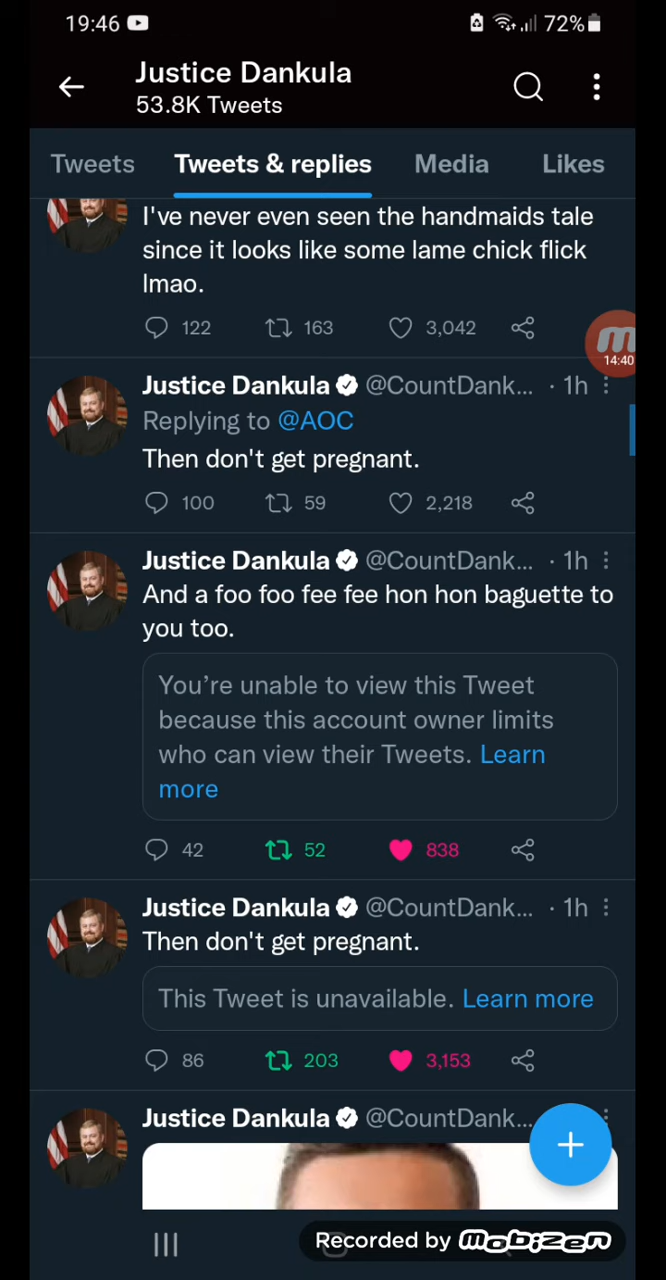 19:46 72%
Justice Dankula
53.8K Tweets
Tweets Tweets & replies Media Likes
I've never even seen the handmaids tale
since it looks like some lame chick flick
lmao.
122 163 3,042
14:40
Justice Dankula @CountDank... · 1h
Replying to @AOC
Then don't get pregnant.
100 59 2,218
Justice Dankula @CountDank... · 1h
And a foo foo fee fee hon hon baguette to
you too.
You’re unable to view this Tweet
because this account owner limits
who can view their Tweets. Learn
more
42 52 838
Justice Dankula @CountDank... · 1h
Then don't get pregnant.
This Tweet is unavailable. Learn more
86 203 3,153
Justice Dankula @CountDank...
Recorded by mobizen